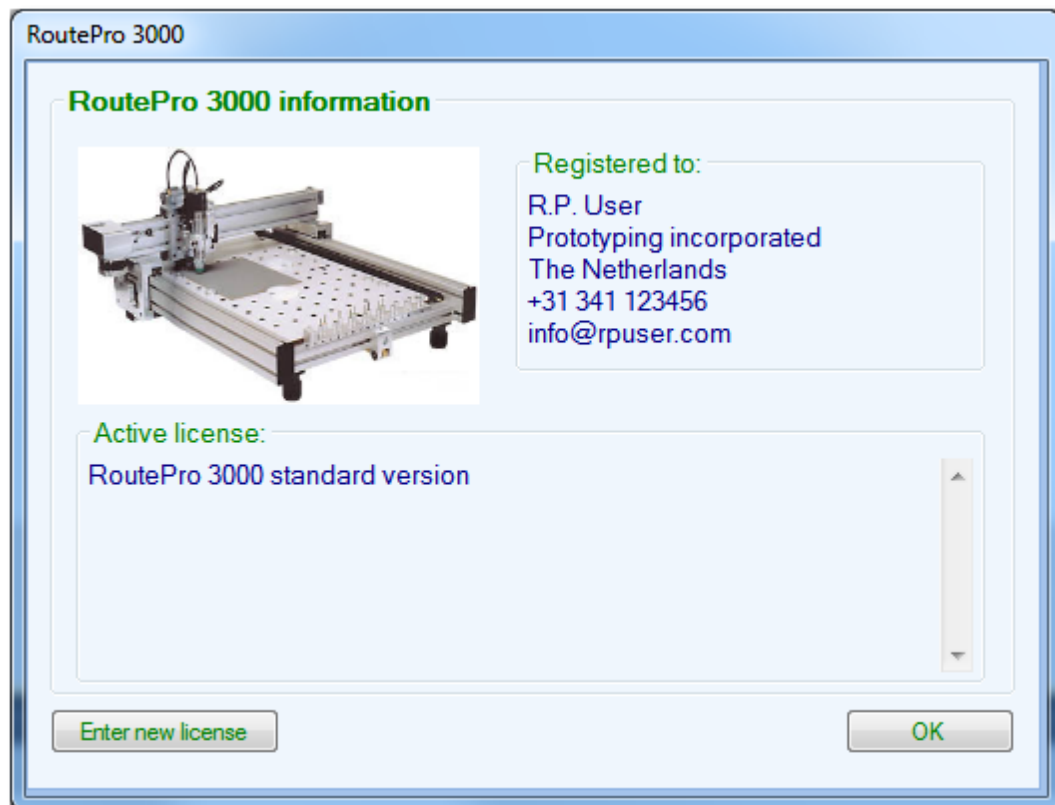 RoutePro 3000
RoutePro 3000 information
Registered to:
R.P. User
Prototyping incorporated
The Netherlands
+31 341 123456
info@rpuser.com
Active license:
RoutePro 3000 standard version
Enter new license
OK